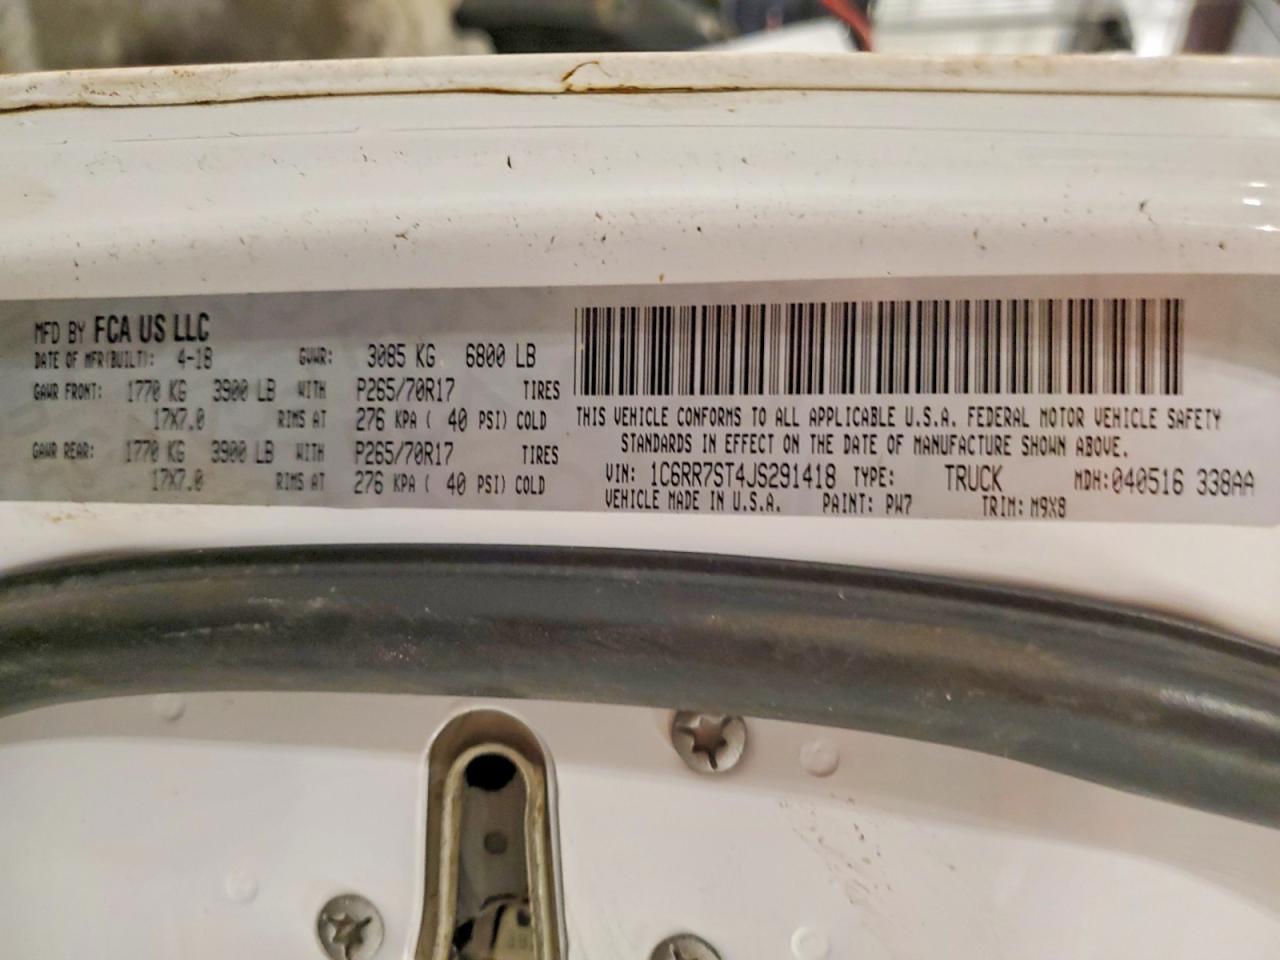 MFD BY FCA US LLC
DATE OF MFR(BUILT): 4-18 GVWR: 3085 KG 6800 LB
GAWR FRONT: 1770 KG 3900 LB WITH P265/70R17 TIRES
17X7.0 RIMS AT 276 KPA ( 40 PSI) COLD
GAWR REAR: 1770 KG 3900 LB WITH P265/70R17 TIRES
17X7.0 RIMS AT 276 KPA ( 40 PSI) COLD
THIS VEHICLE CONFORMS TO ALL APPLICABLE U.S.A. FEDERAL MOTOR VEHICLE SAFETY
STANDARDS IN EFFECT ON THE DATE OF MANUFACTURE SHOWN ABOVE.
VIN: 1C6RR7ST4JS291418 TYPE: TRUCK MDH:040516 338AA
VEHICLE MADE IN U.S.A. PAINT: PW7 TRIM: M9X8